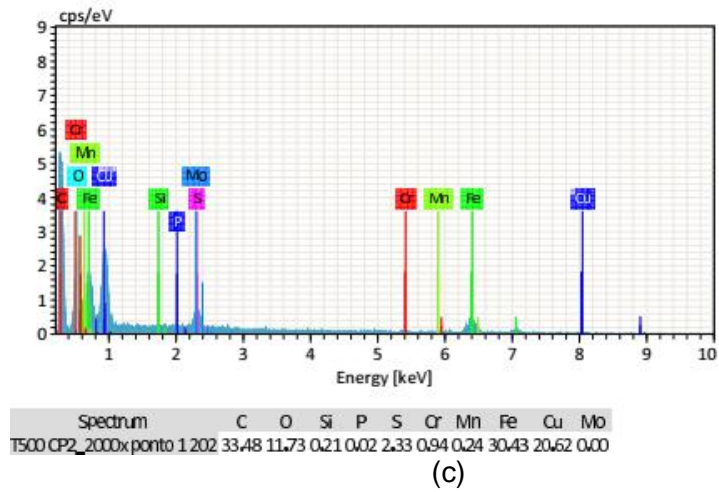 cps/eV
9
8
7
6
5
4
3
2
1
0
Cr
Mn
O Cu Mo
C Fe Si S Cr Mn Fe Cu
P
1 2 3 4 5 6 7 8 9 10
Energy [keV]
Spectrum C O Si P S Cr Mn Fe Cu Mo
T500 CP2_2000x ponto 1 202 33.48 11.73 0.21 0.02 2.33 0.94 0.24 30.43 20.62 0.00
(c)